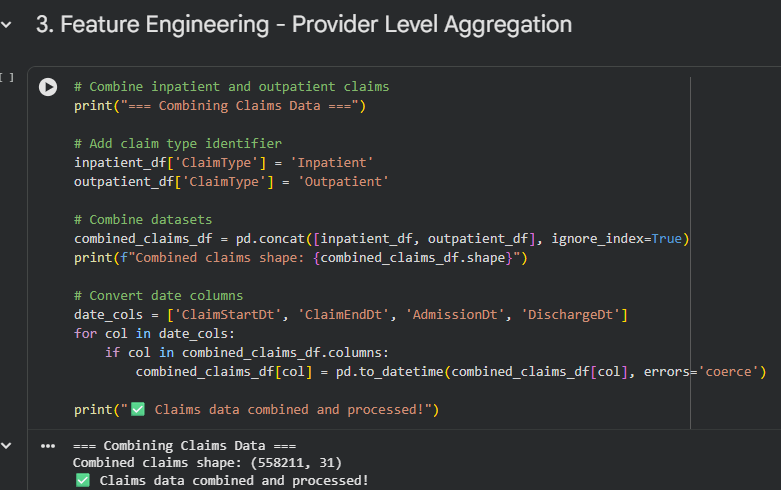 3. Feature Engineering - Provider Level Aggregation
[ ]
# Combine inpatient and outpatient claims
print("=== Combining Claims Data ===")
# Add claim type identifier
inpatient_df['ClaimType'] = 'Inpatient'
outpatient_df['ClaimType'] = 'Outpatient'
# Combine datasets
combined_claims_df = pd.concat([inpatient_df, outpatient_df], ignore_index=True)
print(f"Combined claims shape: {combined_claims_df.shape}")
# Convert date columns
date_cols = ['ClaimStartDt', 'ClaimEndDt', 'AdmissionDt', 'DischargeDt']
for col in date_cols:
    if col in combined_claims_df.columns:
        combined_claims_df[col] = pd.to_datetime(combined_claims_df[col], errors='coerce')
print("✅ Claims data combined and processed!")
=== Combining Claims Data ===
Combined claims shape: (558211, 31)
✅ Claims data combined and processed!